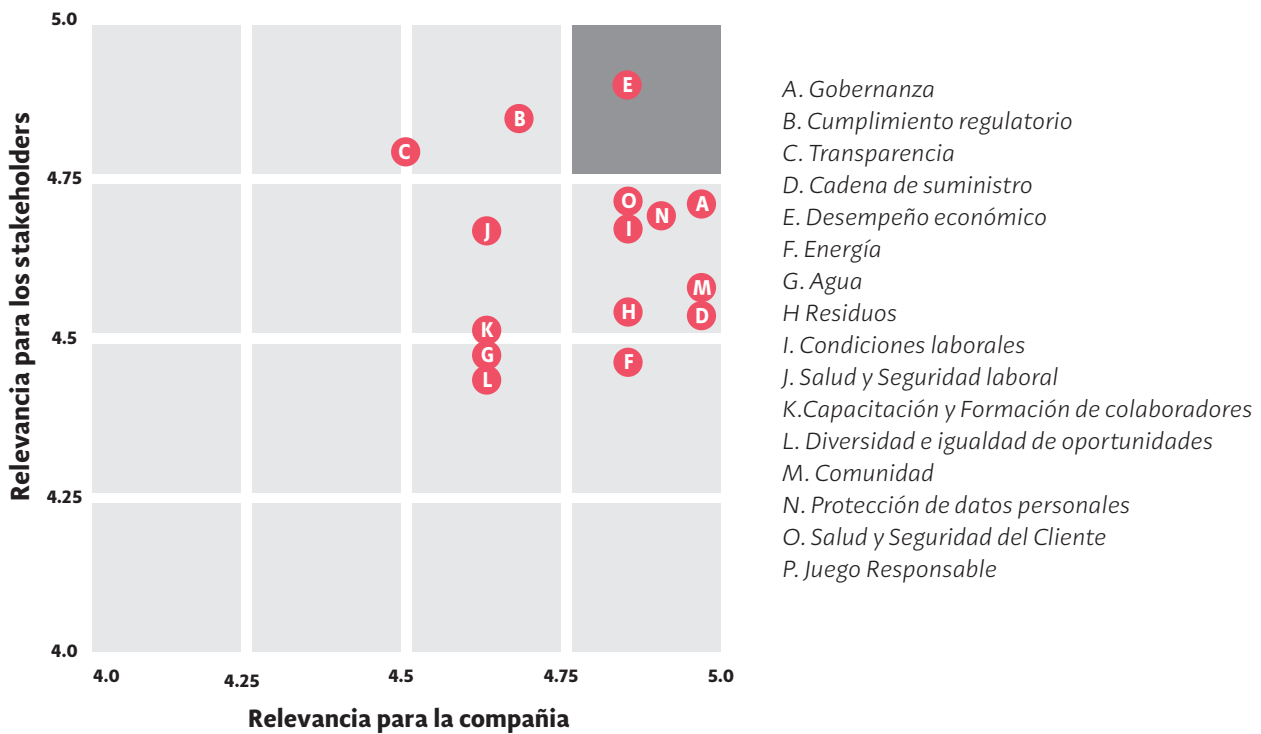 5.0
E
B
C
4.75
O
A
N
I
J
M
H
D
K
4.5
G
F
L
4.25
4.0
4.0
4.25
4.5
4.75
5.0
Relevancia para los stakeholders
Relevancia para la compañia
A. Gobernanza
B. Cumplimiento regulatorio
C. Transparencia
D. Cadena de suministro
E. Desempeño económico
F. Energía
G. Agua
H Residuos
I. Condiciones laborales
J. Salud y Seguridad laboral
K.Capacitación y Formación de colaboradores
L. Diversidad e igualdad de oportunidades
M. Comunidad
N. Protección de datos personales
O. Salud y Seguridad del Cliente
P. Juego Responsable